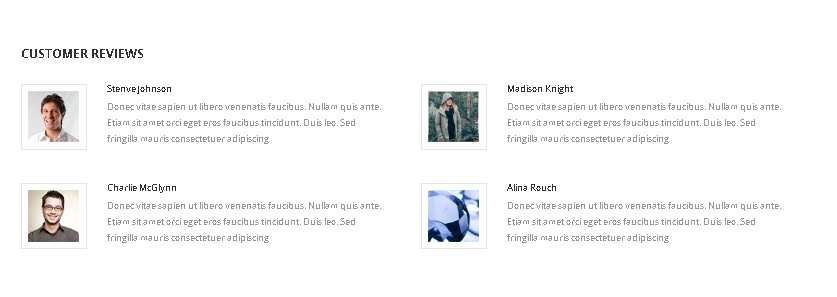 CUSTOMER REVIEWS
Stenve Johnson
Donec vitae sapien ut libero venenatis faucibus. Nullam quis ante.
Etiam sit amet orci eget eros faucibus tincidunt. Duis leo. Sed
fringilla mauris consectetuer adipiscing
Madison Knight
Donec vitae sapien ut libero venenatis faucibus. Nullam quis ante.
Etiam sit amet orci eget eros faucibus tincidunt. Duis leo. Sed
fringilla mauris consectetuer adipiscing
Charlie McGlynn
Donec vitae sapien ut libero venenatis faucibus. Nullam quis ante.
Etiam sit amet orci eget eros faucibus tincidunt. Duis leo. Sed
fringilla mauris consectetuer adipiscing
Alina Rouch
Donec vitae sapien ut libero venenatis faucibus. Nullam quis ante.
Etiam sit amet orci eget eros faucibus tincidunt. Duis leo. Sed
fringilla mauris consectetuer adipiscing